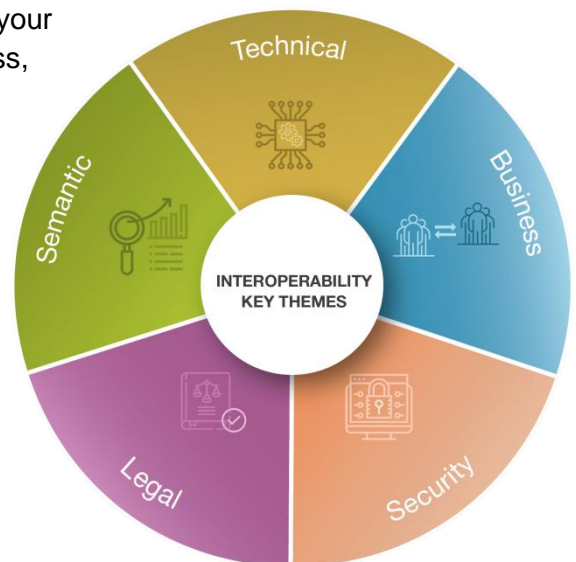 your
ss,
Technical
Business
Semantic
INTEROPERABILITY
KEY THEMES
Legal
Security